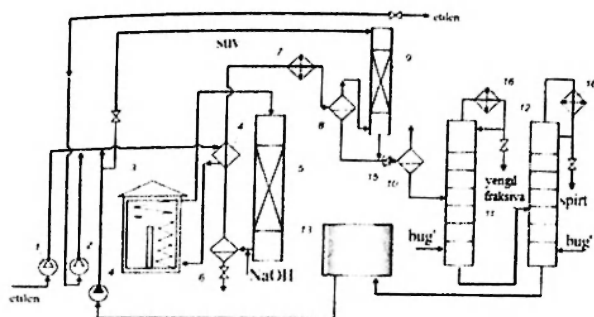 etilen
suv
7
16
16
9
12
4
8
3
5
15
10
yengil
fraksiya
spirt
1
2
13
11
bug'
bug'
4
6
NaOH
etilen